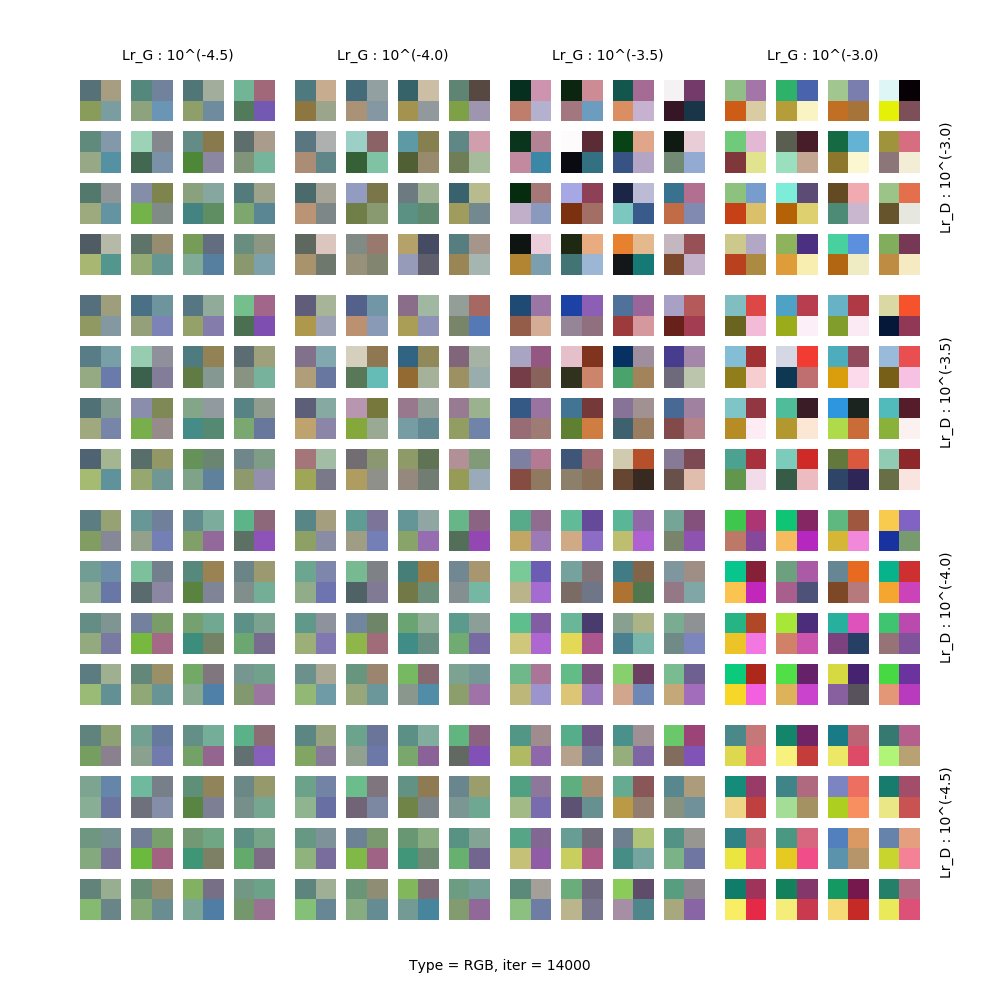 Lr_G : 10^(-4.5)
Lr_G : 10^(-4.0)
Lr_G : 10^(-3.5)
Lr_G : 10^(-3.0)
Lr_D : 10^(-3.0)
Lr_D : 10^(-3.5)
Lr_D : 10^(-4.0)
Lr_D : 10^(-4.5)
Type = RGB, iter = 14000